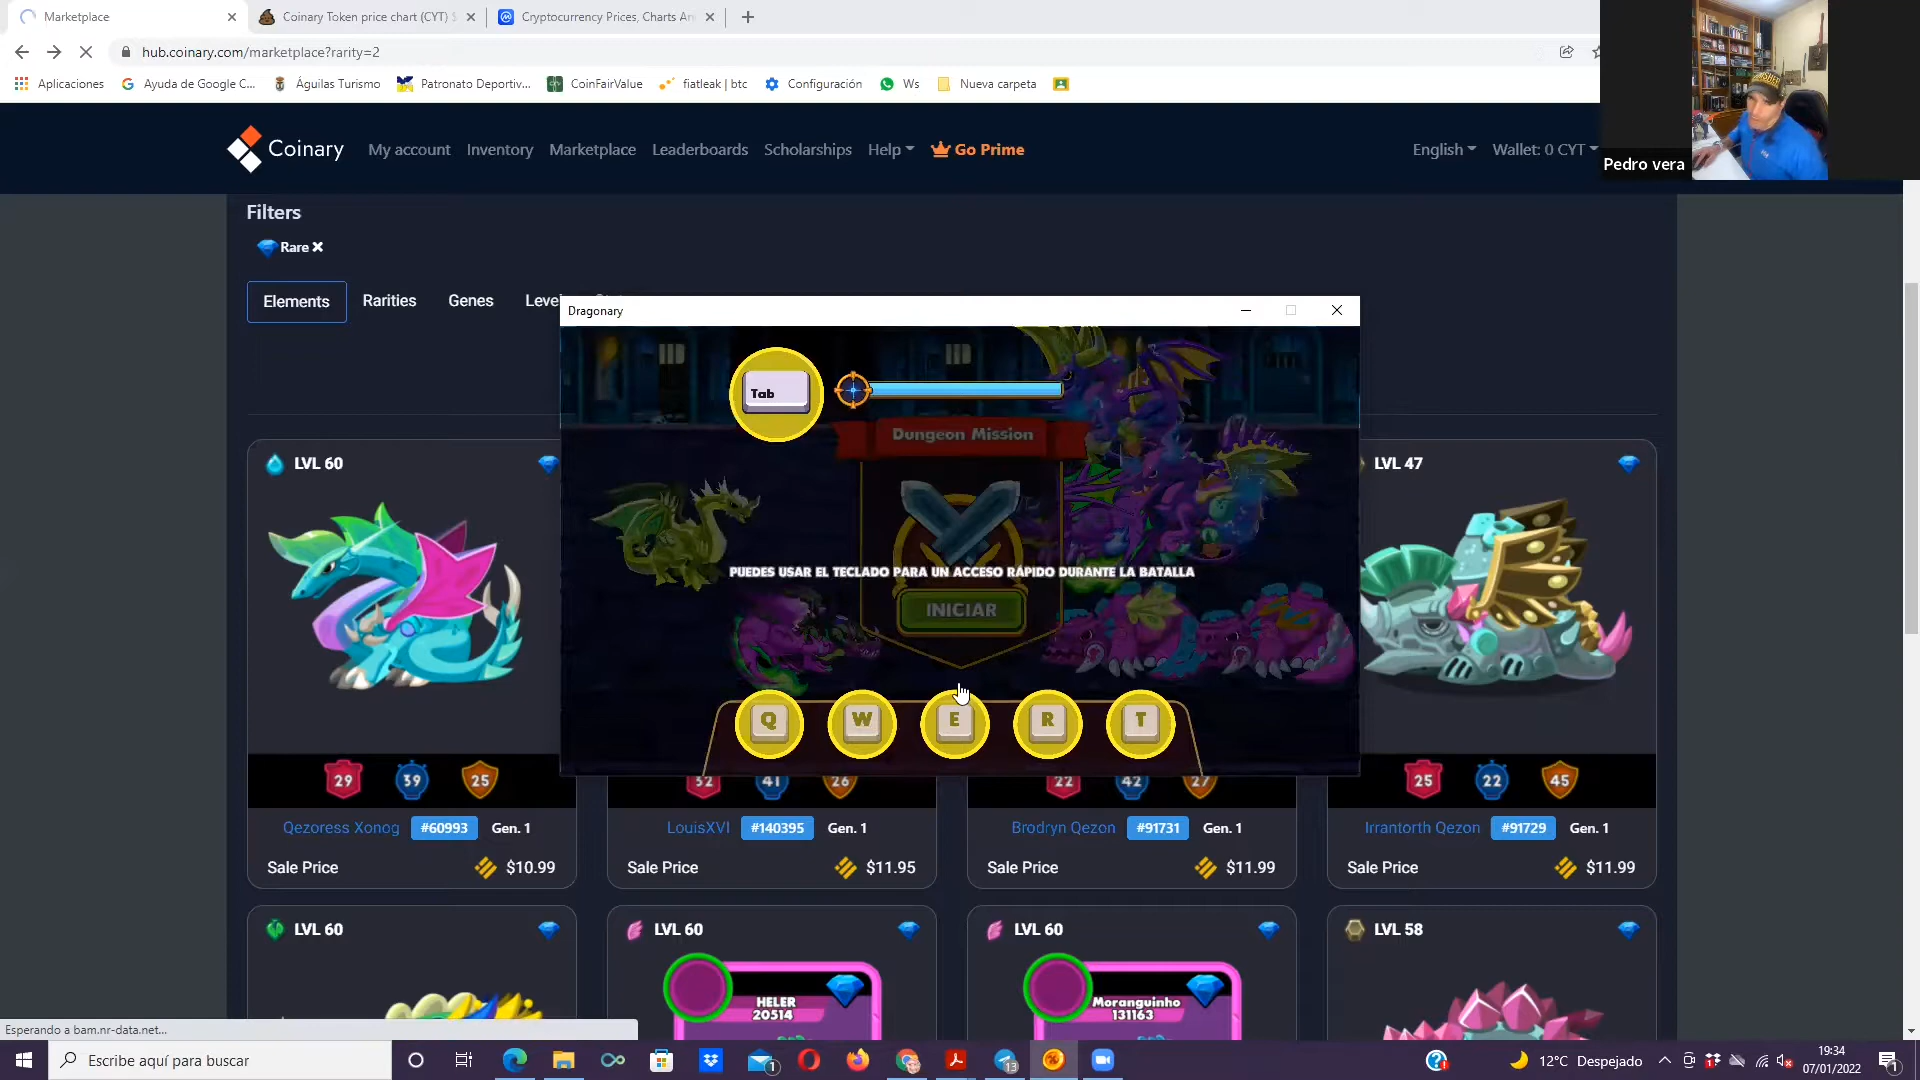 Marketplace
Coinary Token price chart (CYT) $
Cryptocurrency Prices, Charts An
hub.coinary.com/marketplace?rarity=2
Aplicaciones
Ayuda de Google C...
Águilas Turismo
Patronato Deportiv...
CoinFairValue
fiatleak | btc
Configuración
Ws
Nueva carpeta
Coinary
My account
Inventory
Marketplace
Leaderboards
Scholarships
Help
Go Prime
English
Wallet: 0 CYT
Pedro vera
Filters
Rare
Elements
Rarities
Genes
Dragonary
Tab
Dungeon Mission
PUEDES USAR EL TECLADO PARA UN ACCESO RÁPIDO DURANTE LA BATALLA
INICIAR
Q W E R T
LVL 60
LVL 47
29 39 25
32 41 26
22 42 27
25 22 45
Qezoress Xonog #60993 Gen. 1
LouisXVI #140395 Gen. 1
Brodryn Qezon #91731 Gen. 1
Irrantorth Qezon #91729 Gen. 1
Sale Price $10.99
Sale Price $11.95
Sale Price $11.99
Sale Price $11.99
LVL 60
LVL 60
LVL 60
LVL 58
HELER
20514
Moranguinho
131163
Esperando a bam.nr-data.net...
Escribe aquí para buscar
1
13
12°C Despejado
19:34
07/01/2022
1